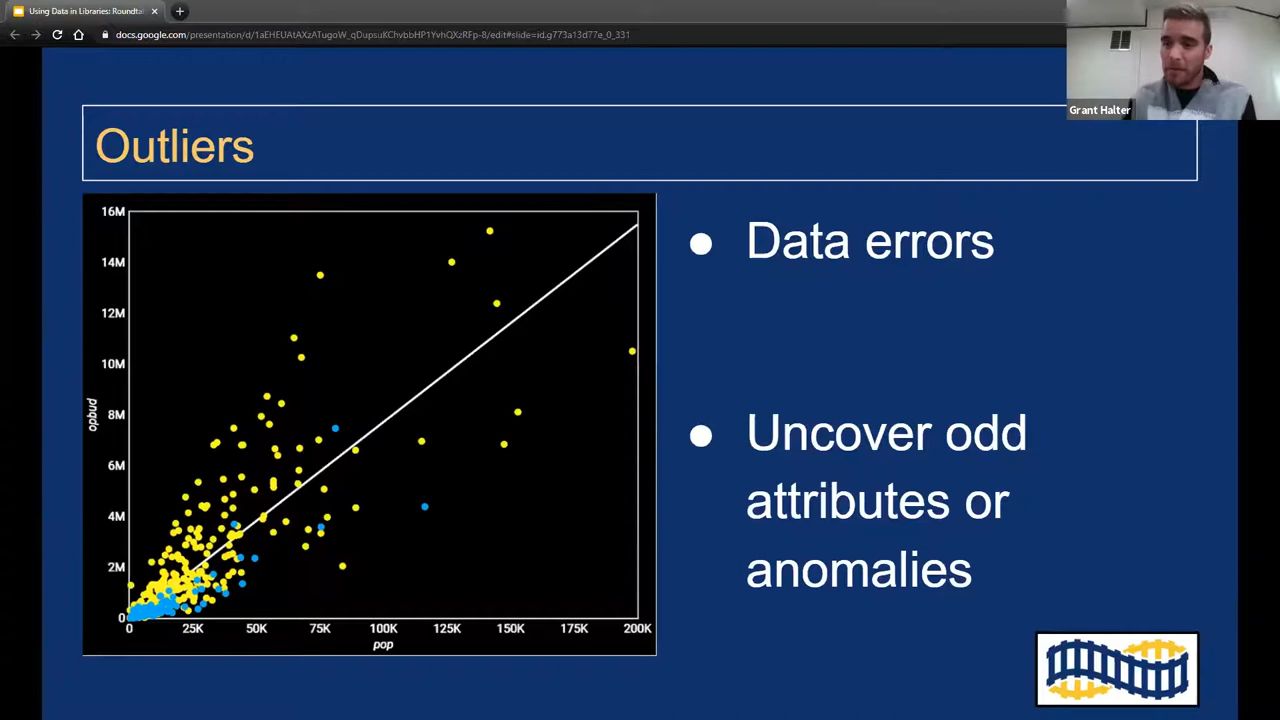 Using Data in Libraries: Roundta
docs.google.com/presentation/d/1aEHEUAtAXzATugoW_qDupsuKChvbbHP1YvhQXzRFp-8/edit#slide=id.g773a13d77e_0_331
Grant Halter
Outliers
16M
14M
12M
10M
8M
6M
4M
2M
0
opbud
0 25K 50K 75K 100K 125K 150K 175K 200K
pop
● Data errors
● Uncover odd
attributes or
anomalies